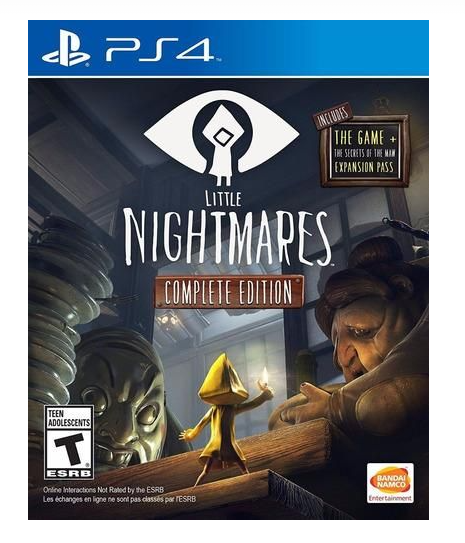 PS4
INCLUDES
THE GAME +
THE SECRETS OF THE MAW
EXPANSION PASS
LITTLE
NIGHTMARES
COMPLETE EDITION
TEEN
ADOLESCENTS
T
ESRB
Online Interactions Not Rated by the ESRB
Les échanges en ligne ne sont pas classés par l'ESRB
BANDAI
NAMCO
Entertainment